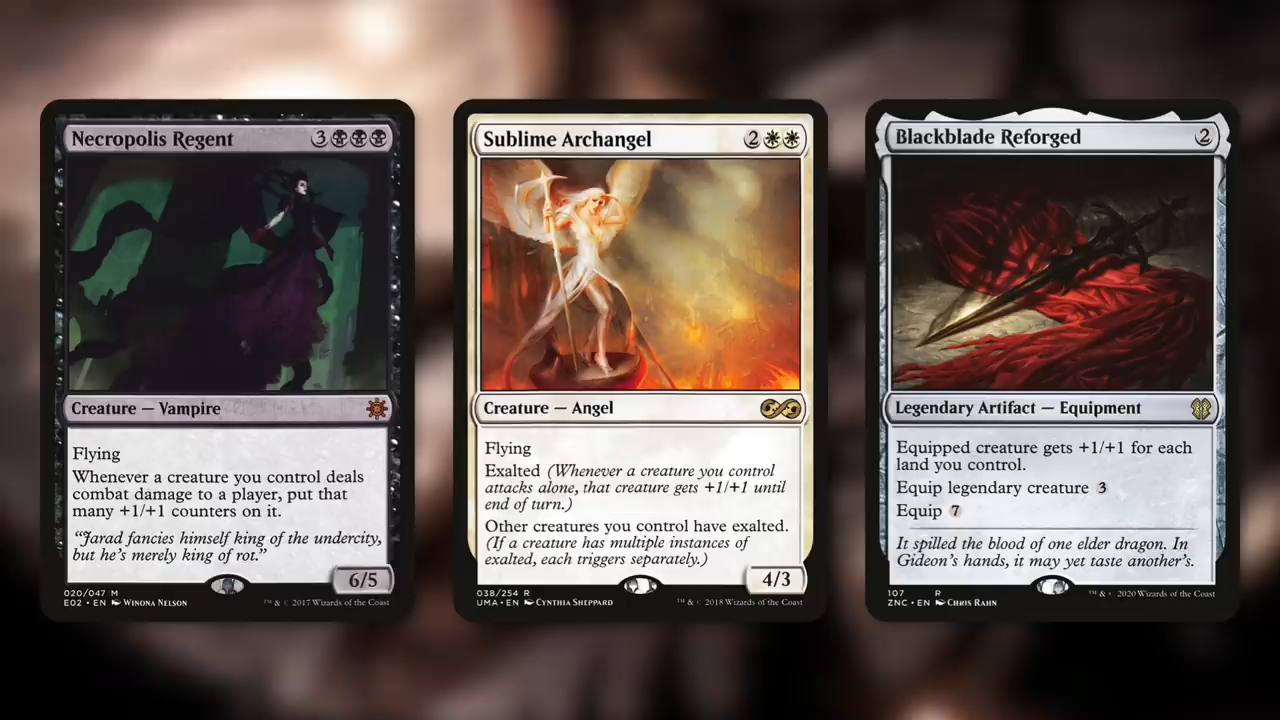 Necropolis Regent 3
Creature — Vampire
Flying
Whenever a creature you control deals
combat damage to a player, put that
many +1/+1 counters on it.
“Jarad fancies himself king of the undercity,
but he’s merely king of rot.”
6/5
020/047 M
E02 • EN Winona Nelson
™ & © 2017 Wizards of the Coast
Sublime Archangel 2
Creature — Angel
Flying
Exalted (Whenever a creature you control
attacks alone, that creature gets +1/+1 until
end of turn.)
Other creatures you control have exalted.
(If a creature has multiple instances of
exalted, each triggers separately.)
4/3
038/254 R
UMA • EN Cynthia Sheppard
™ & © 2018 Wizards of the Coast
Blackblade Reforged 2
Legendary Artifact — Equipment
Equipped creature gets +1/+1 for each
land you control.
Equip legendary creature 3
Equip 7
It spilled the blood of one elder dragon. In
Gideon’s hands, it may yet taste another’s.
107 R
ZNC • EN Chris Rahn
™ & © 2020 Wizards of the Coast